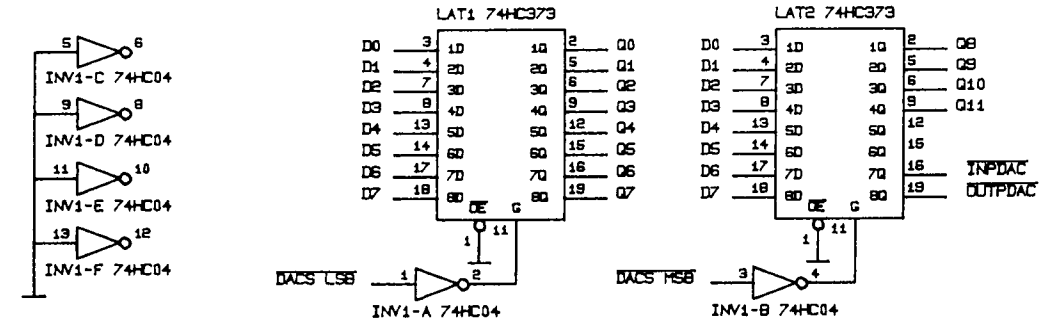 5 6
INV1-C 74HC04
9 8
INV1-D 74HC04
11 10
INV1-E 74HC04
13 12
INV1-F 74HC04
LAT1 74HC373
D0 3 1D 1Q 2 Q0
D1 4 2D 2Q 5 Q1
D2 7 3D 3Q 6 Q2
D3 8 4D 4Q 9 Q3
D4 13 5D 5Q 12 Q4
D5 14 6D 6Q 15 Q5
D6 17 7D 7Q 16 Q6
D7 18 8D 8Q 19 Q7
OE G
1 11
DACS LSB 1 2
INV1-A 74HC04
LAT2 74HC373
D0 3 1D 1Q 2 Q8
D1 4 2D 2Q 5 Q9
D2 7 3D 3Q 6 Q10
D3 8 4D 4Q 9 Q11
D4 13 5D 5Q 12
D5 14 6D 6Q 15
D6 17 7D 7Q 16 INPDAC
D7 18 8D 8Q 19 OUTPDAC
OE G
1 11
DACS MSB 3 4
INV1-B 74HC04